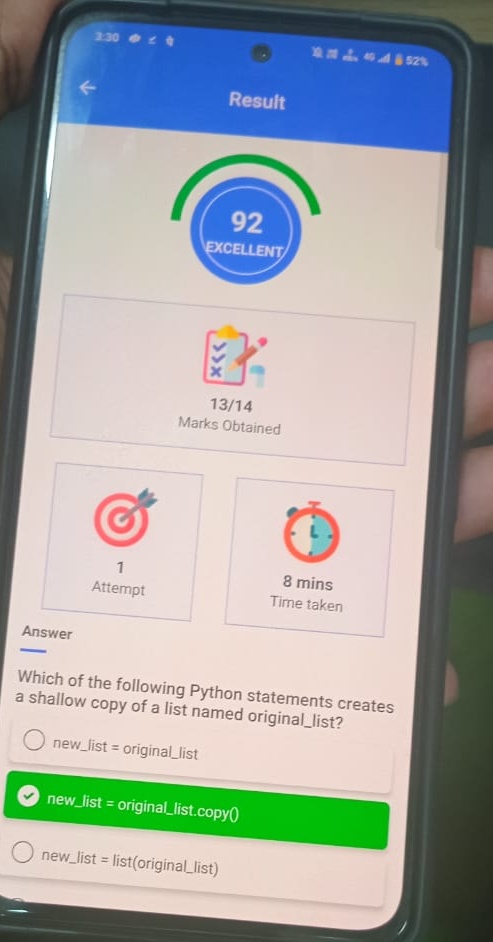 3:30
4G 52%
Result
92
EXCELLENT
13/14
Marks Obtained
1
Attempt
8 mins
Time taken
Answer
Which of the following Python statements creates
a shallow copy of a list named original_list?
new_list = original_list
new_list = original_list.copy()
new_list = list(original_list)